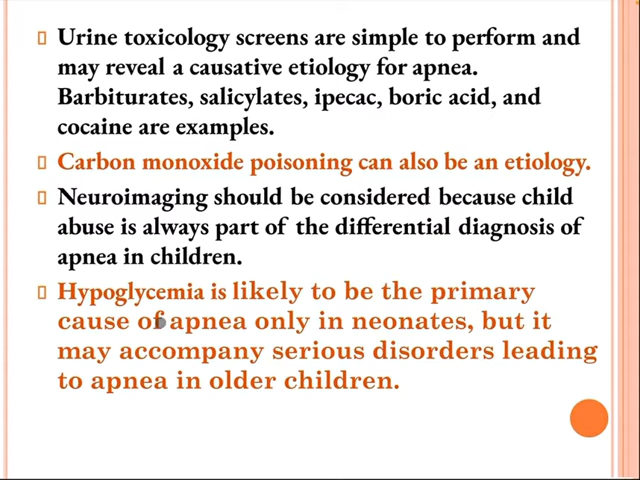 Urine toxicology screens are simple to perform and
may reveal a causative etiology for apnea.
Barbiturates, salicylates, ipecac, boric acid, and
cocaine are examples.
Carbon monoxide poisoning can also be an etiology.
Neuroimaging should be considered because child
abuse is always part of the differential diagnosis of
apnea in children.
Hypoglycemia is likely to be the primary
cause of apnea only in neonates, but it
may accompany serious disorders leading
to apnea in older children.